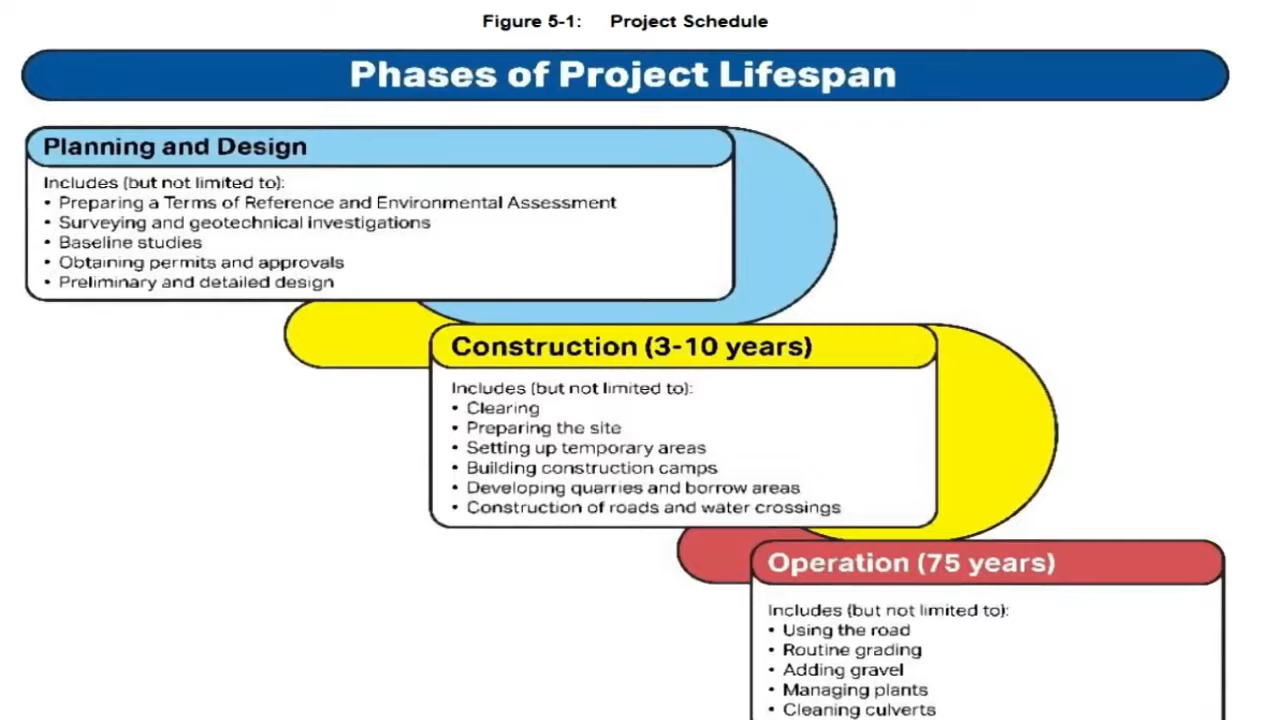 Figure 5-1: Project Schedule
Phases of Project Lifespan
Planning and Design
Includes (but not limited to):
• Preparing a Terms of Reference and Environmental Assessment
• Surveying and geotechnical investigations
• Baseline studies
• Obtaining permits and approvals
• Preliminary and detailed design
Construction (3-10 years)
Includes (but not limited to):
• Clearing
• Preparing the site
• Setting up temporary areas
• Building construction camps
• Developing quarries and borrow areas
• Construction of roads and water crossings
Operation (75 years)
Includes (but not limited to):
• Using the road
• Routine grading
• Adding gravel
• Managing plants
• Cleaning culverts